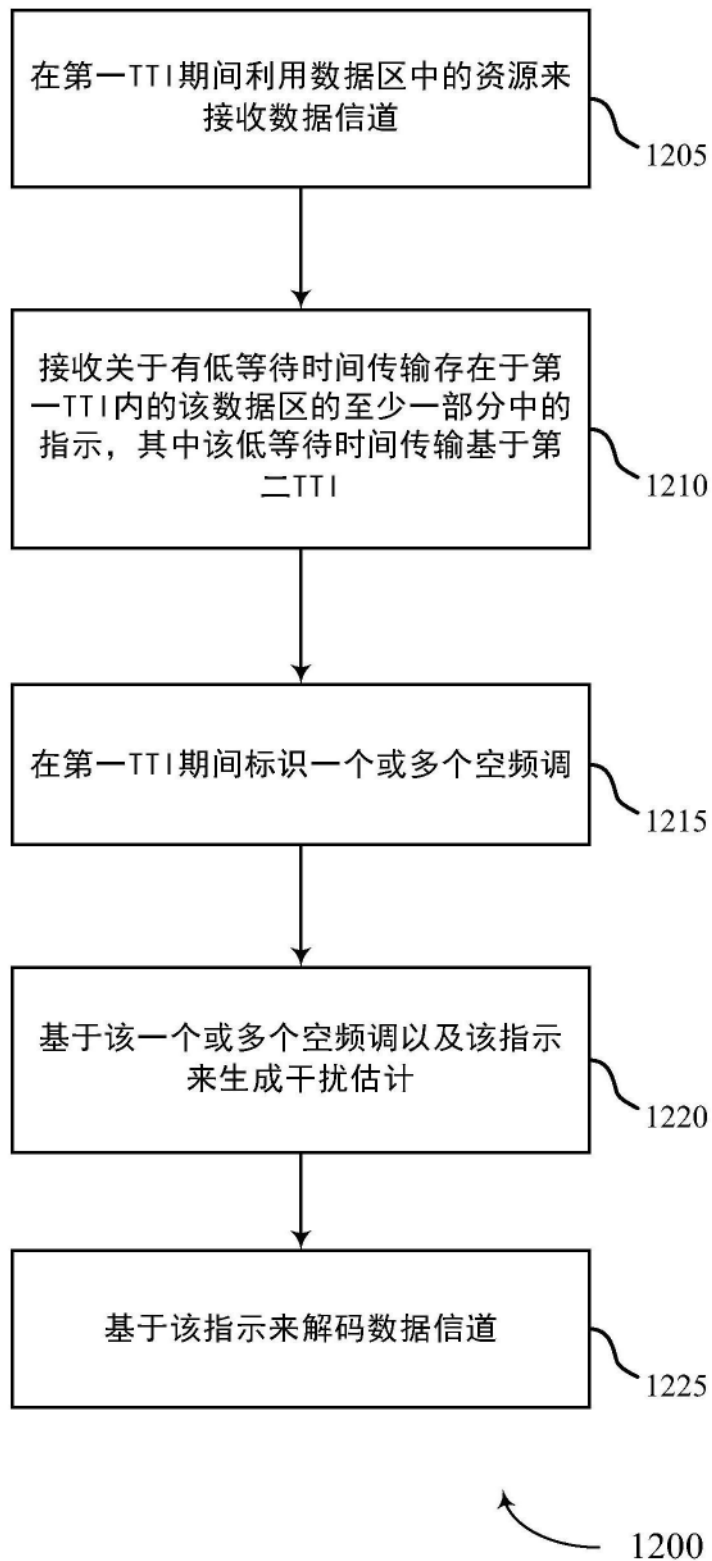 在第一TTI期间利用数据区中的资源来
接收数据信道
1205
接收关于有低等待时间传输存在于第
一TTI内的该数据区的至少一部分中的
指示，其中该低等待时间传输基于第
二TTI
1210
在第一TTI期间标识一个或多个空频调
1215
基于该一个或多个空频调以及该指示
来生成干扰估计
1220
基于该指示来解码数据信道
1225
1200